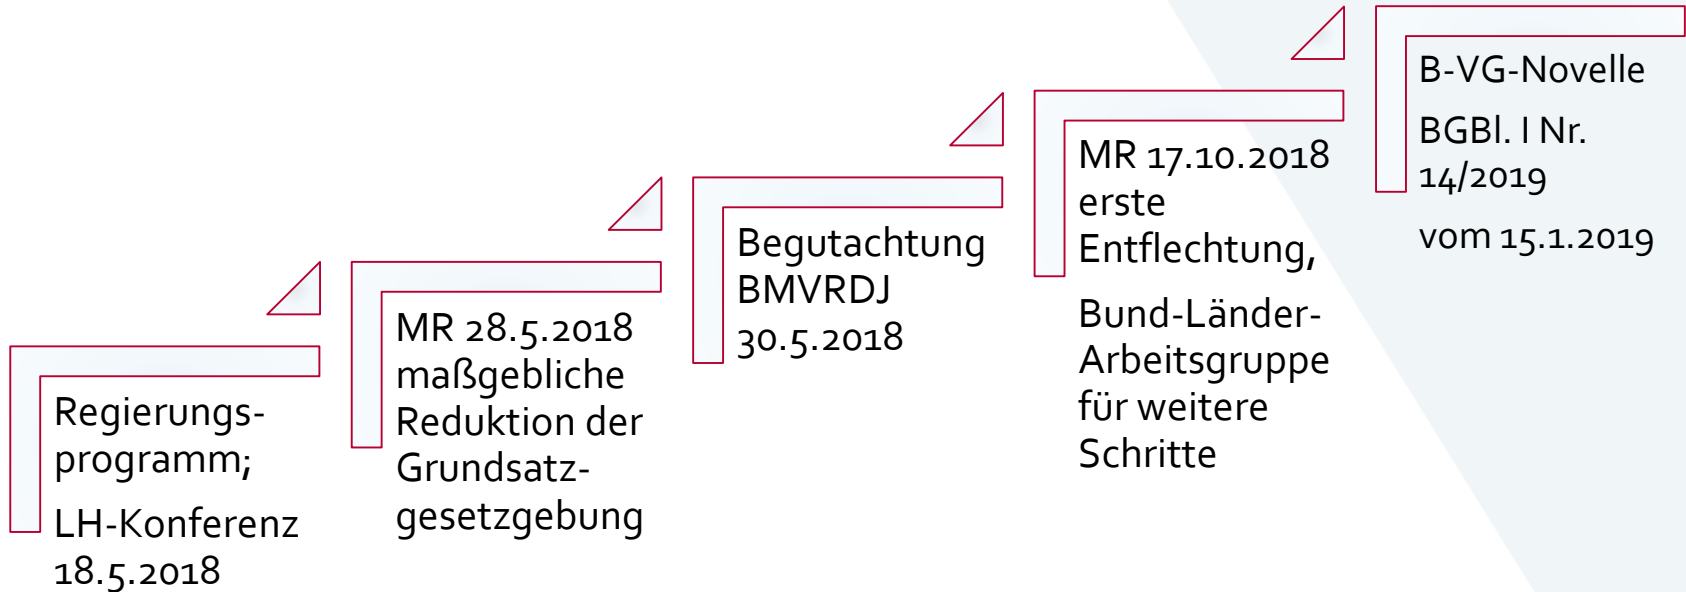 Regierungs-
programm;
LH-Konferenz
18.5.2018
MR 28.5.2018
maßgebliche
Reduktion der
Grundsatz-
gesetzgebung
Begutachtung
BMVRDJ
30.5.2018
MR 17.10.2018
erste
Entflechtung,
Bund-Länder-
Arbeitsgruppe
für weitere
Schritte
B-VG-Novelle
BGBl. I Nr.
14/2019
vom 15.1.2019